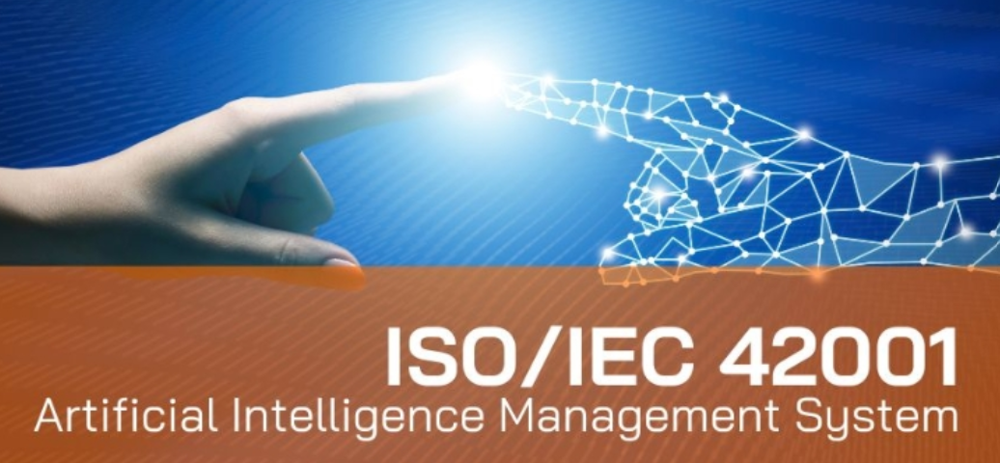 ISO/IEC 42001
Artificial Intelligence Management System